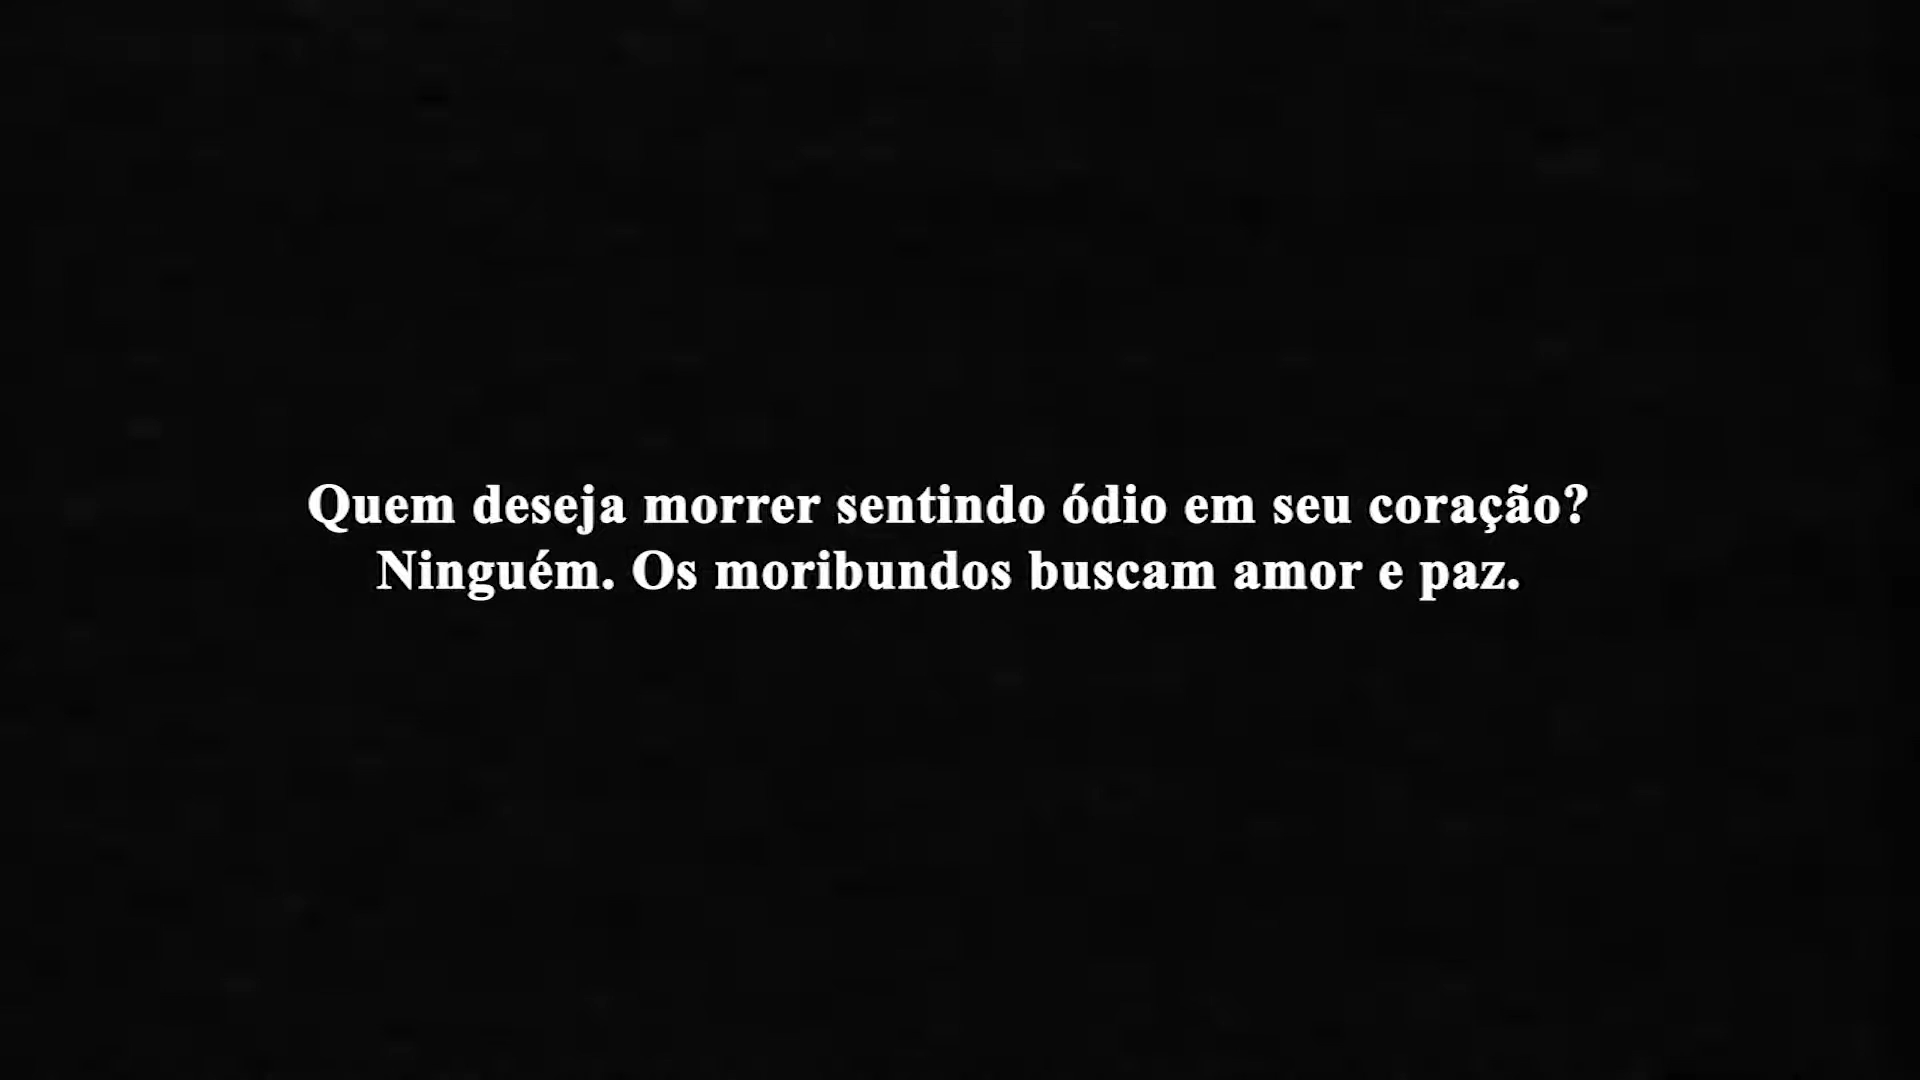 Quem deseja morrer sentindo ódio em seu coração?
Ninguém. Os moribundos buscam amor e paz.